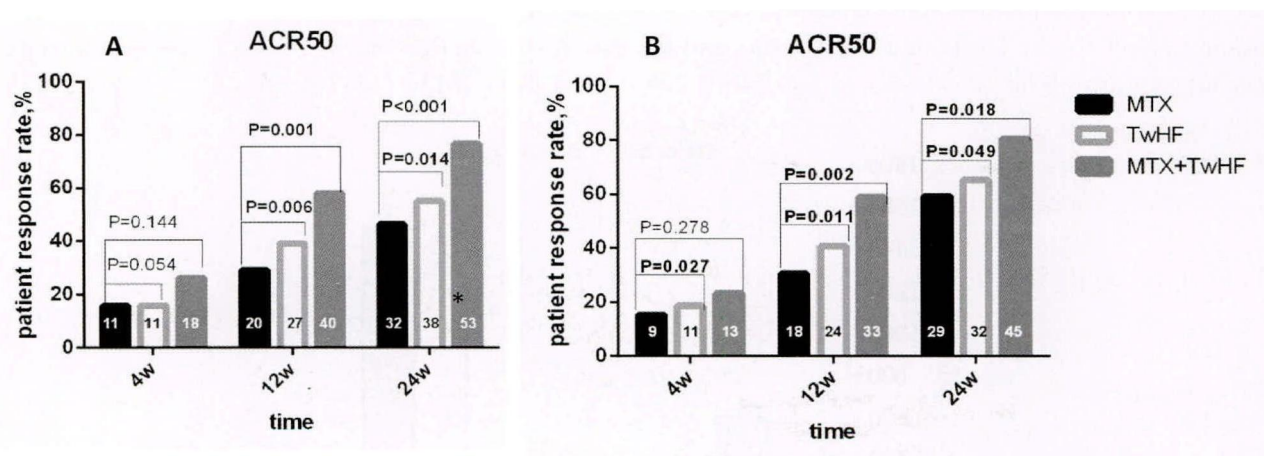 A
ACR50
patient response rate,%
100
80
60
40
20
0
P=0.144
P=0.054
P=0.001
P=0.006
P<0.001
P=0.014
*
11
11
18
20
27
40
32
38
53
4w
12w
24w
time
B
ACR50
patient response rate,%
100
80
60
40
20
0
P=0.278
P=0.027
P=0.002
P=0.011
P=0.018
P=0.049
9
11
13
18
24
33
29
32
45
4w
12w
24w
time
MTX
TwHF
MTX+TwHF